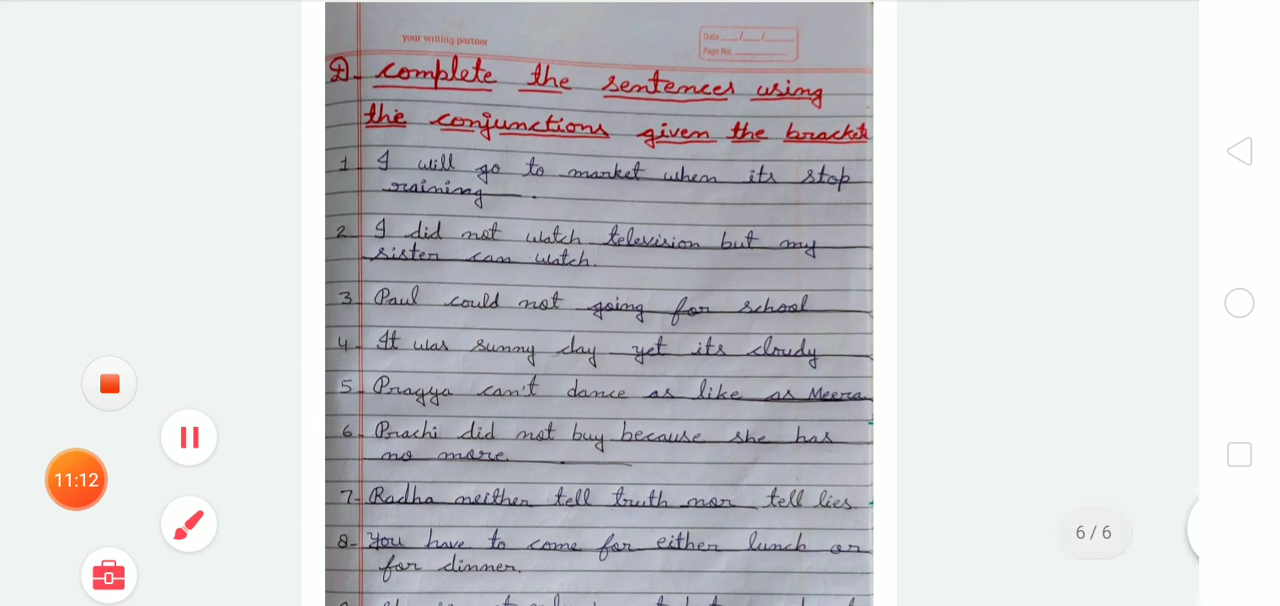 your writing partner
Date __/__/__
Page No. ______
D. complete the sentences using
the conjunctions given the brackets
1 I will go to market when its stop
raining .
2 I did not watch television but my
sister can watch.
3 Paul could not going for school
4 It was sunny day yet its cloudy
5 Pragya can't dance as like as Meera
6 Prachi did not buy because she has
no more.
7- Radha neither tell truth nor tell lies
8- You have to come for either lunch or
for dinner.
11:12
6 / 6